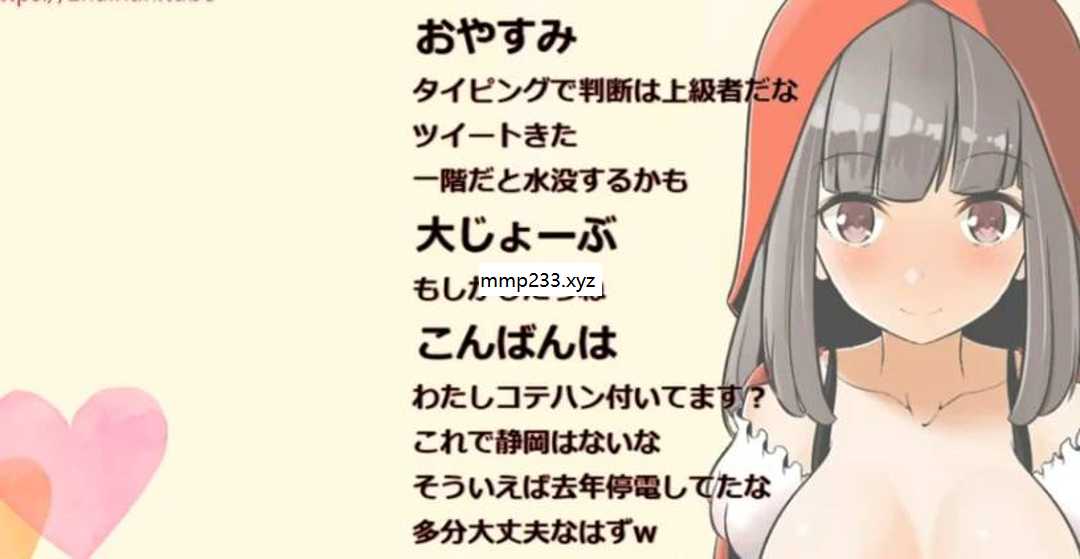 おやすみ
タイピングで判断は上級者だな
ツイートきた
一階だと水没するかも
大じょーぶ
もしか
mmp233.xyz
こんばんは
わたしコテハン付いてます？
これで静岡はないな
そういえば去年停電してたな
多分大丈夫なはずw